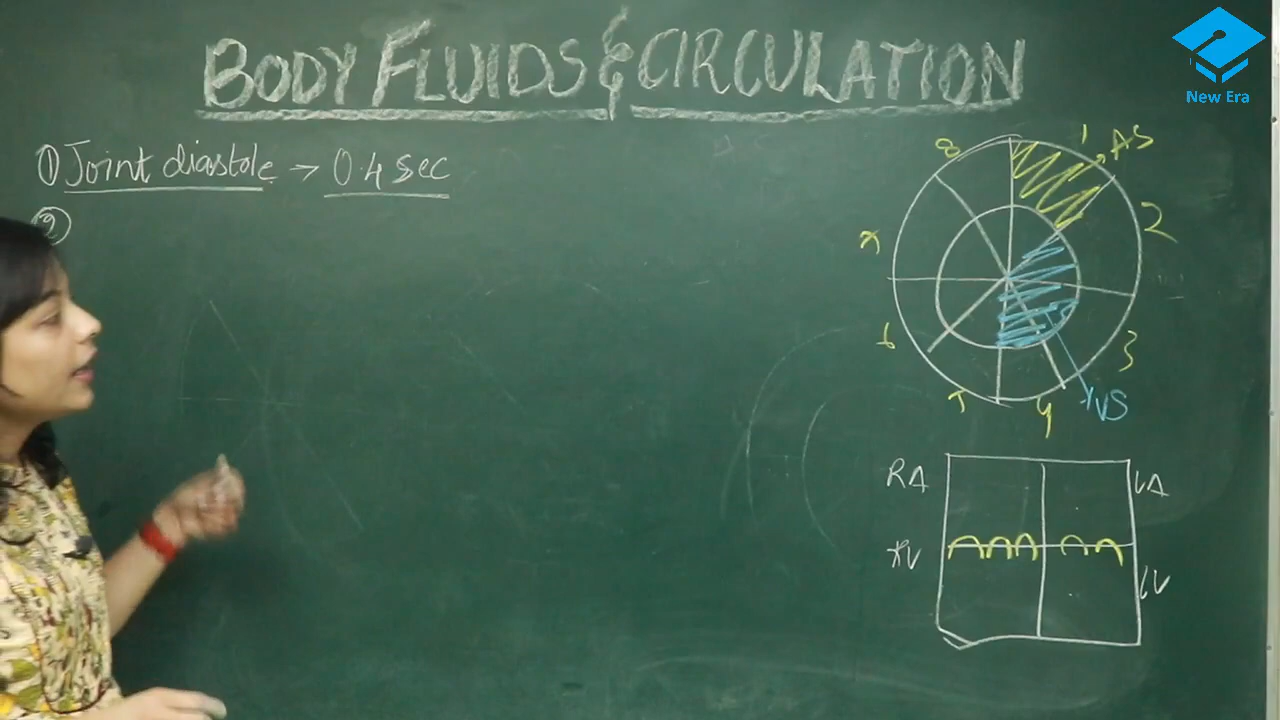 BODY FLUIDS & CIRCULATION
New Era
① Joint diastole → 0.4 sec
②
8
1
AS
2
7
6
3
5
4
VS
RA
LA
RV
LV